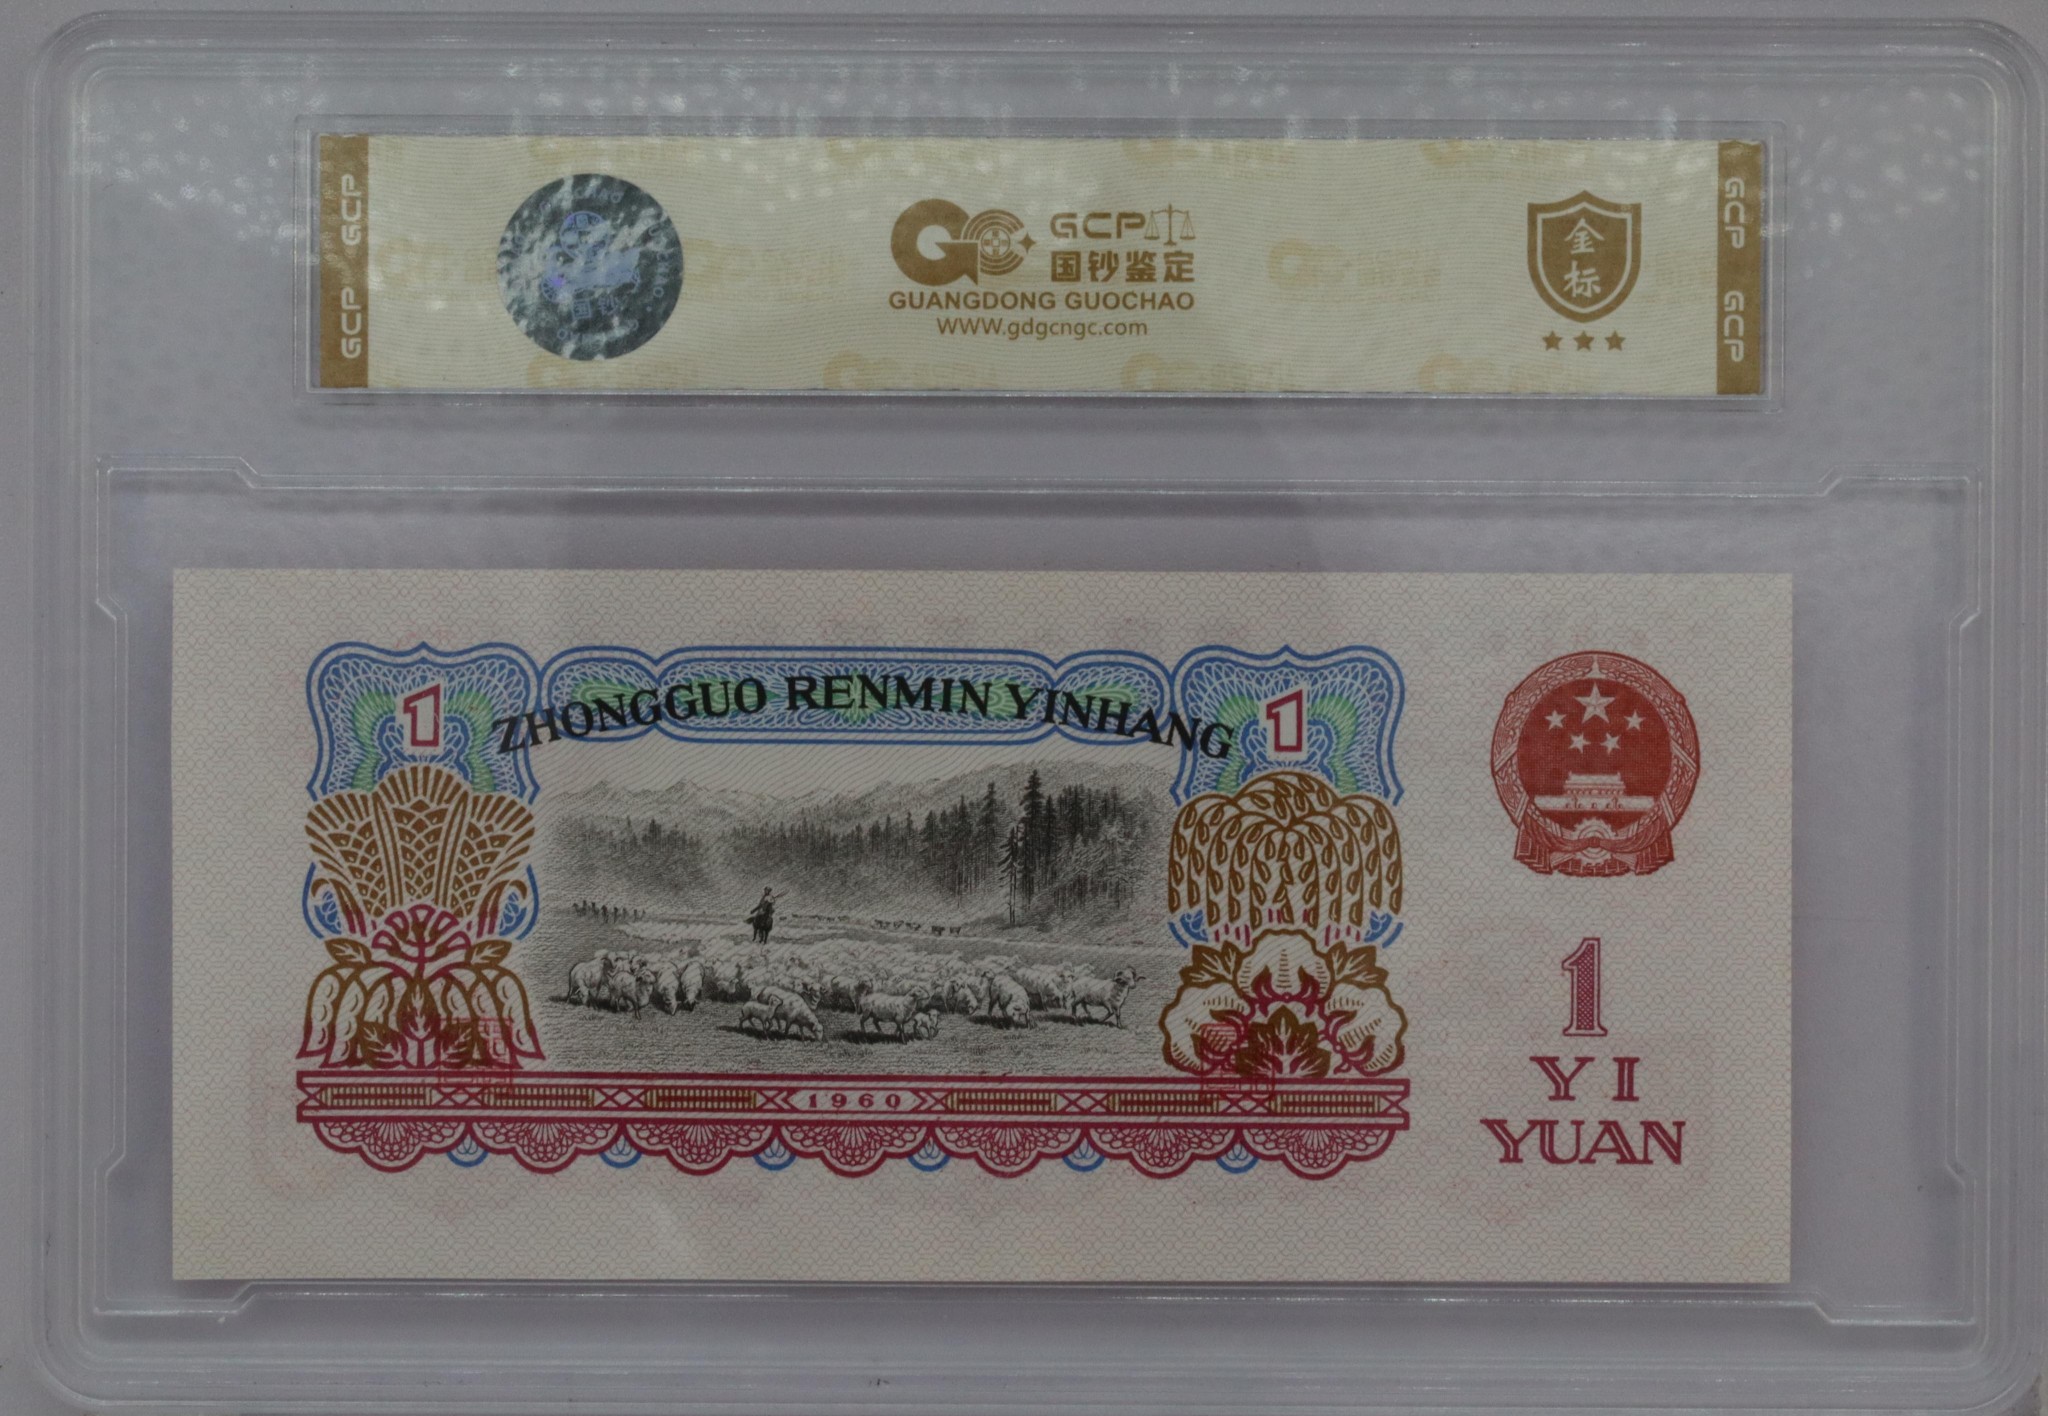 GCP GCP
GCP
国钞鉴定
GUANGDONG GUOCHAO
WWW.gdgcngc.com
金标
GCP GCP
1
ZHONGGUO RENMIN YINHANG
1
1960
1
YI
YUAN